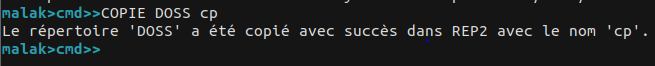 malak>cmd>>COPIE DOSS cp
Le répertoire 'DOSS' a été copié avec succès dans REP2 avec le nom 'cp'.
malak>cmd>>